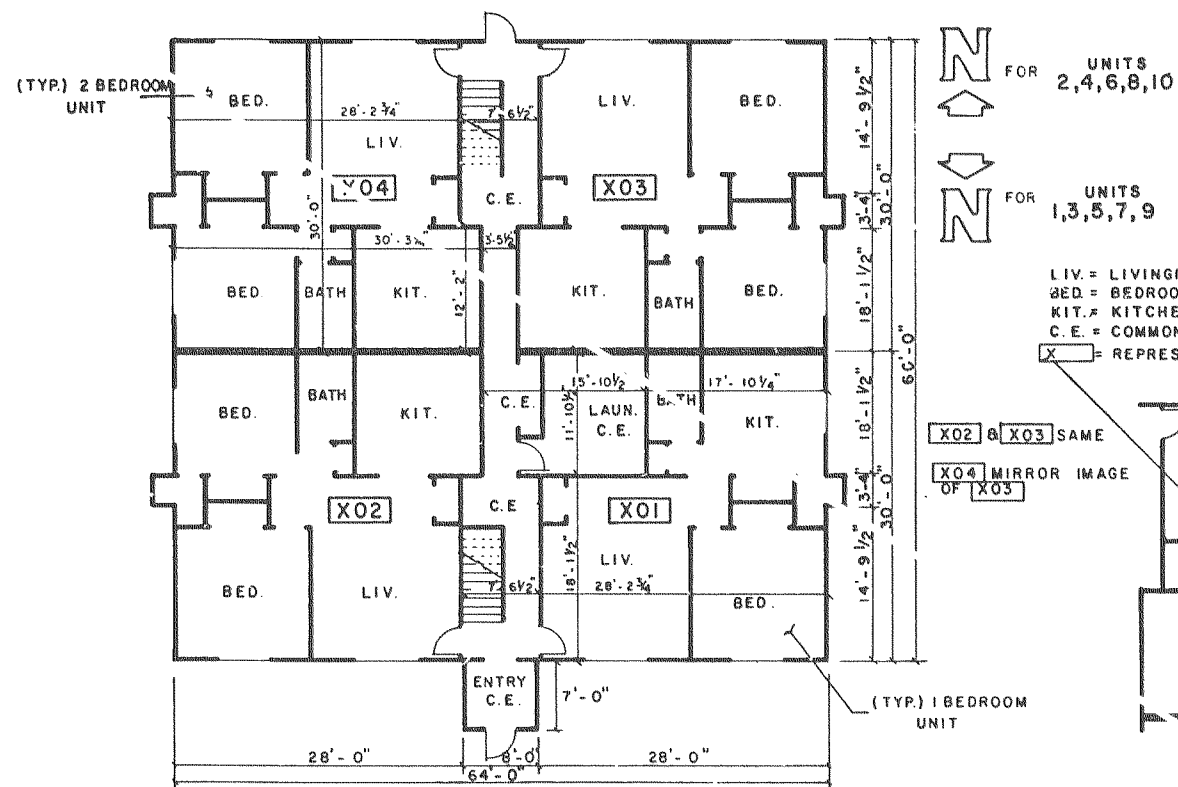 (TYP.) 2 BEDROOM
UNIT
BED.
28'-2 3/4"
LIV.
7'-6 1/2"
LIV.
BED.
X04
C.E.
X03
30'-0"
30'-3 3/4"
3'-5 1/2"
12'-2"
BED.
BATH
KIT.
KIT.
BATH
BED.
14'-9 1/2"
3'-4"
30'-0"
18'-1 1/2"
60'-0"
N
FOR
UNITS
2,4,6,8,10
N
FOR
UNITS
1,3,5,7,9
LIV. =
BED. =
KIT. =
C.E. = COMMON
X =
BED.
BATH
KIT.
C.E.
15'-10 1/2"
17'-10 1/4"
11'-10 1/2"
LAUN.
C.E.
KIT.
18'-1 1/2"
X02 & X03 SAME
X04 MIRROR IMAGE
OF X03
X02
C.E
X01
3'-4"
30'-0"
14'-9 1/2"
BED.
LIV.
7'-6 1/2"
18'-1 1/2"
LIV.
28'-2 3/4"
BED.
ENTRY
C.E.
7'-0"
(TYP.) 1 BEDROOM
UNIT
28'-0"
8'-0"
28'-0"
64'-0"